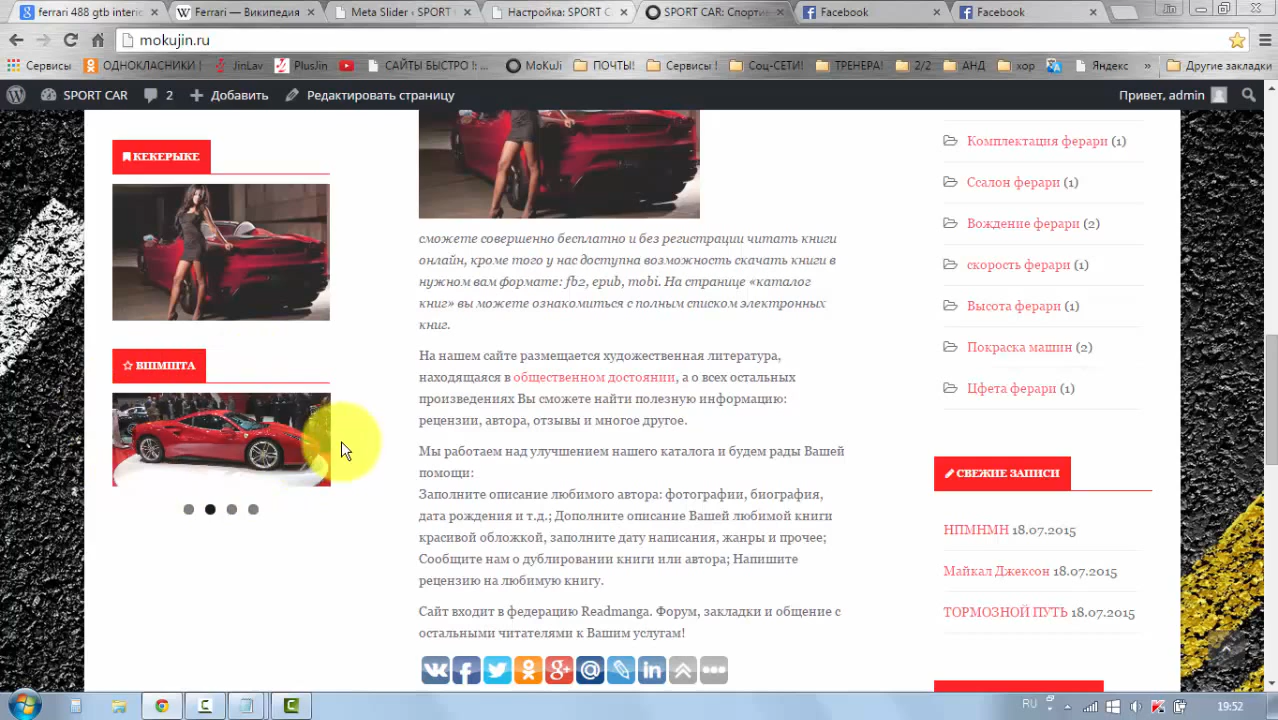 ferrari 488 gtb interi
Ferrari — Википедия
Meta Slider ‹ SPORT
Настройка: SPORT C
SPORT CAR: Спортив
Facebook
Facebook
mokujin.ru
Сервисы
ОДНОКЛАСНИКИ !
JinLav
PlusJin
САЙТЫ БЫСТРО !: ...
MoKuJi
ПОЧТЫ!
Сервисы !
Соц-СЕТИ!
ТРЕНЕРА!
2/2
АНД
хор
Яндекс
»
Другие закладки
SPORT CAR
2
Добавить
Редактировать страницу
Привет, admin
КЕКЕРЫКЕ
ВШМШТА
сможете совершенно бесплатно и без регистрации читать книги
онлайн, кроме того у нас доступна возможность скачать книги в
нужном вам формате: fb2, epub, mobi. На странице «каталог
книг» вы можете ознакомиться с полным списком электронных
книг.
На нашем сайте размещается художественная литература,
находящаяся в общественном достоянии, а о всех остальных
произведениях Вы сможете найти полезную информацию:
рецензии, автора, отзывы и многое другое.
Мы работаем над улучшением нашего каталога и будем рады Вашей
помощи:
Заполните описание любимого автора: фотографии, биография,
дата рождения и т.д.; Дополните описание Вашей любимой книги
красивой обложкой, заполните дату написания, жанры и прочее;
Сообщите нам о дублировании книги или автора; Напишите
рецензию на любимую книгу.
Сайт входит в федерацию Readmanga. Форум, закладки и общение с
остальными читателями к Вашим услугам!
Комплектация ферари (1)
Ссалон ферари (1)
Вождение ферари (2)
скорость ферари (1)
Высота ферари (1)
Покраска машин (2)
Цфета ферари (1)
СВЕЖИЕ ЗАПИСИ
НПМНМН 18.07.2015
Майкал Джексон 18.07.2015
ТОРМОЗНОЙ ПУТЬ 18.07.2015
RU
19:52